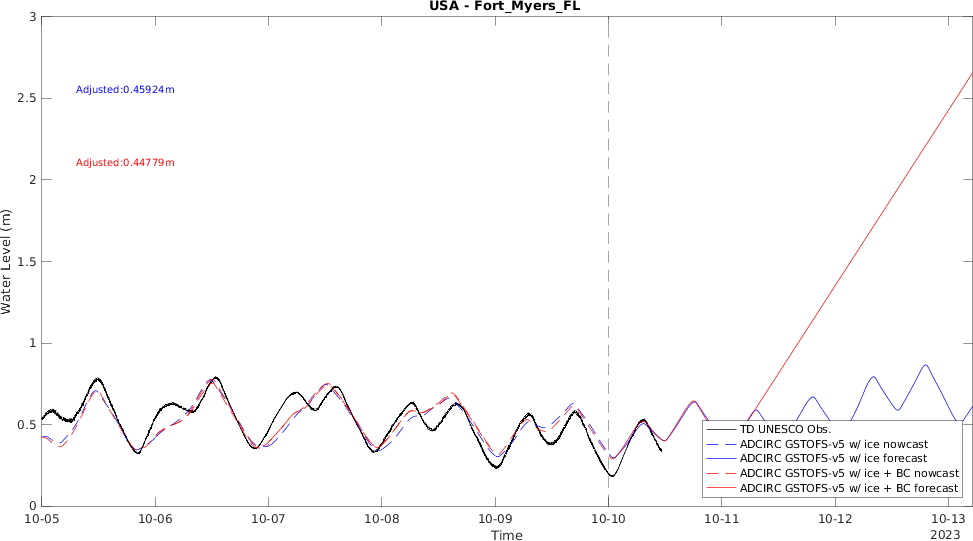 USA - Fort_Myers_FL
3
2.5
2
1.5
1
0.5
0
Water Level (m)
Adjusted:0.45924m
Adjusted:0.44779m
TD UNESCO Obs.
ADCIRC GSTOFS-v5 w/ ice nowcast
ADCIRC GSTOFS-v5 w/ ice forecast
ADCIRC GSTOFS-v5 w/ ice + BC nowcast
ADCIRC GSTOFS-v5 w/ ice + BC forecast
10-05 10-06 10-07 10-08 10-09 10-10 10-11 10-12 10-13
2023
Time